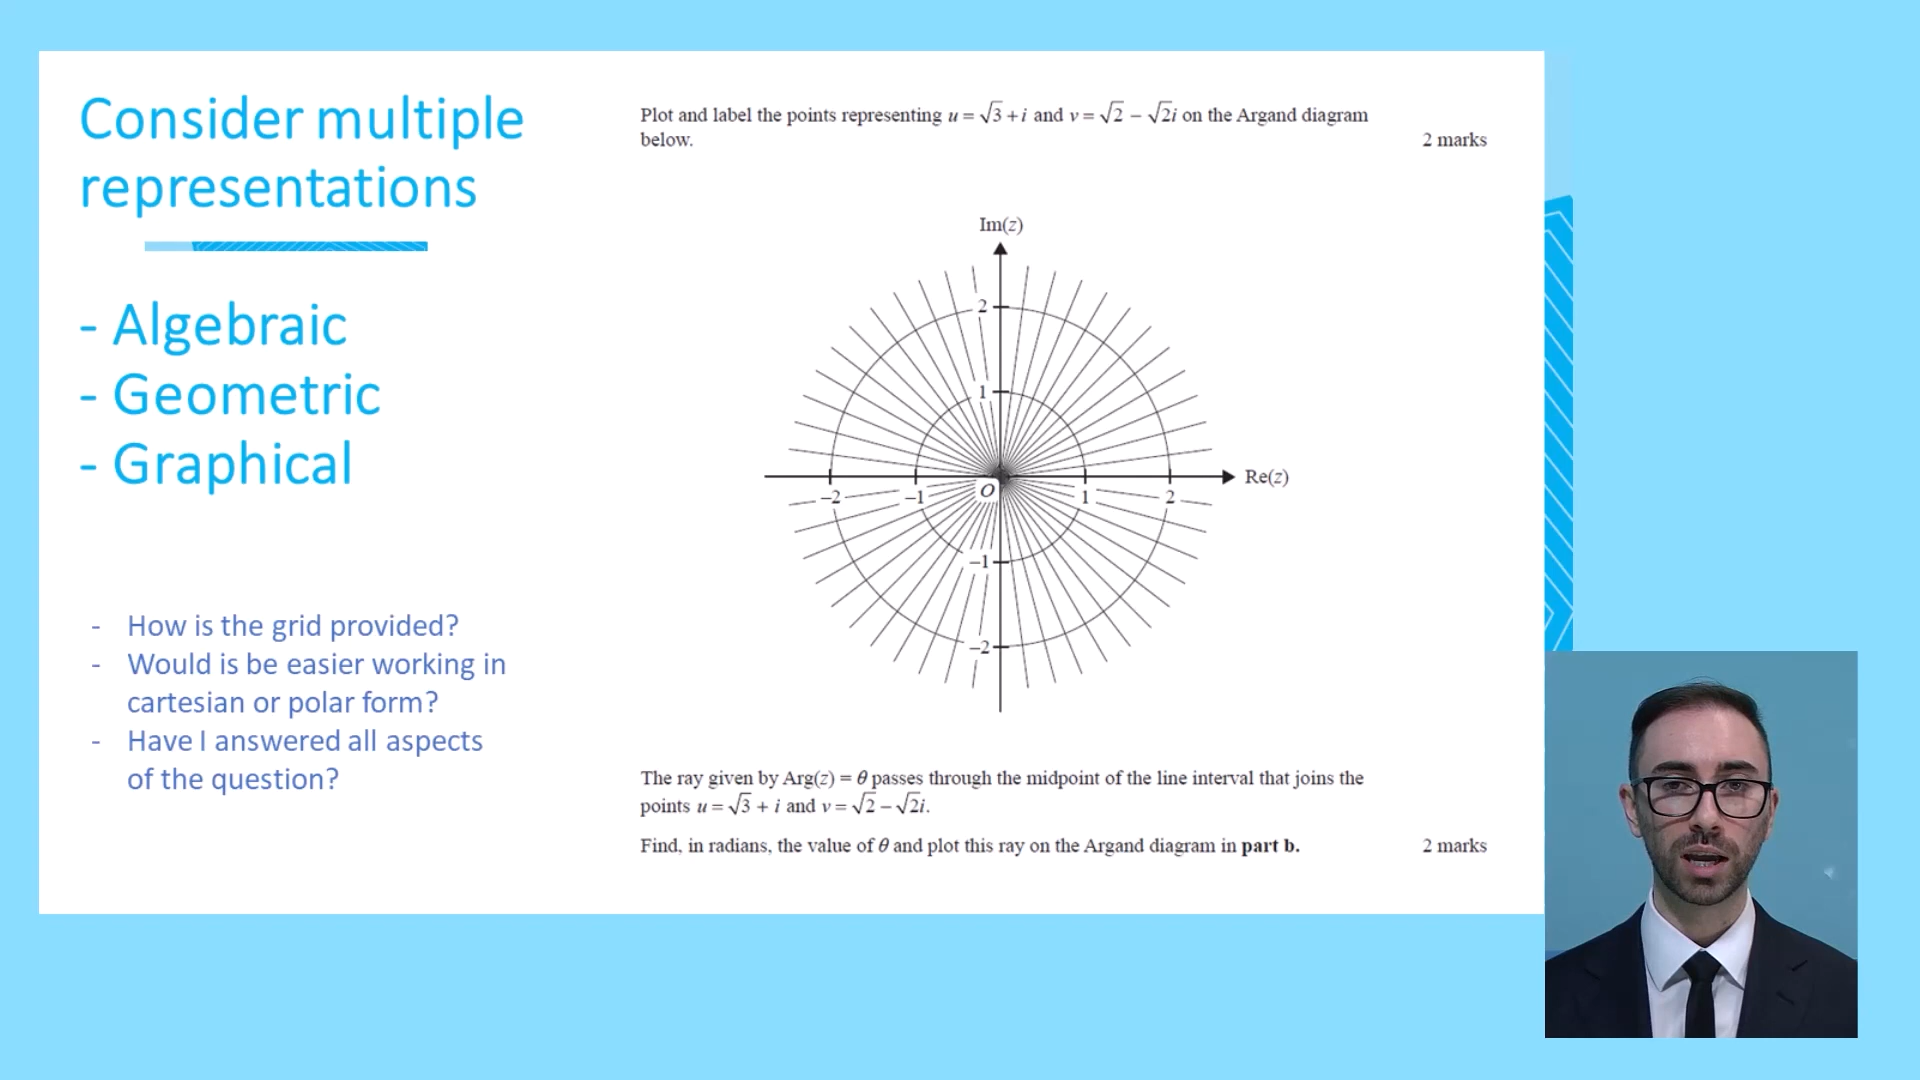 Consider multiple
representations
- Algebraic
- Geometric
- Graphical
- How is the grid provided?
- Would is be easier working in
cartesian or polar form?
- Have I answered all aspects
of the question?
Plot and label the points representing u = √3 + i and v = √2 − √2i on the Argand diagram
below. 2 marks
Im(z)
2
1
−2 −1 O 1 2 Re(z)
−1
−2
The ray given by Arg(z) = θ passes through the midpoint of the line interval that joins the
points u = √3 + i and v = √2 − √2i.
Find, in radians, the value of θ and plot this ray on the Argand diagram in part b. 2 marks